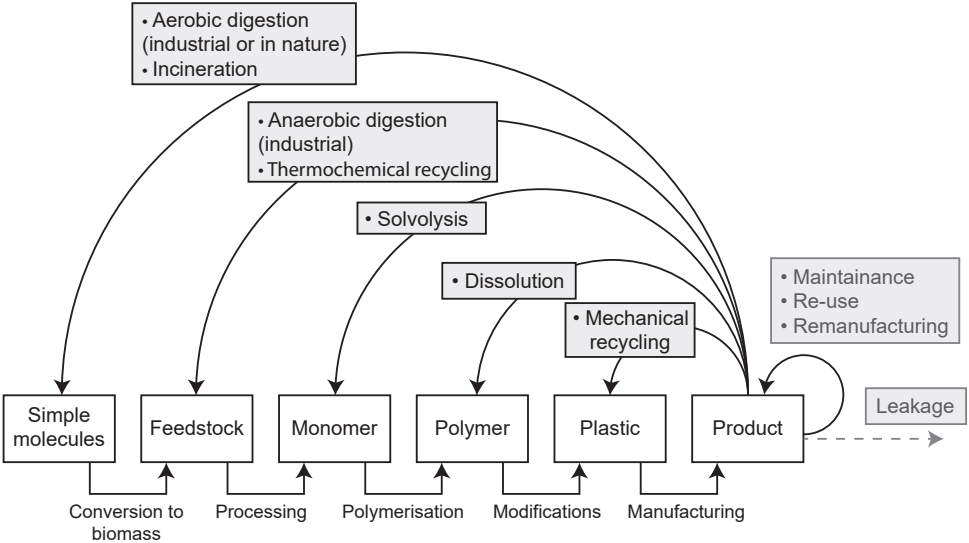 • Aerobic digestion
(industrial or in nature)
• Incineration
• Anaerobic digestion
(industrial)
• Thermochemical recycling
• Solvolysis
• Dissolution
• Mechanical
recycling
• Maintainance
• Re-use
• Remanufacturing
Leakage
Simple
molecules
Feedstock
Monomer
Polymer
Plastic
Product
Conversion to
biomass
Processing
Polymerisation
Modifications
Manufacturing